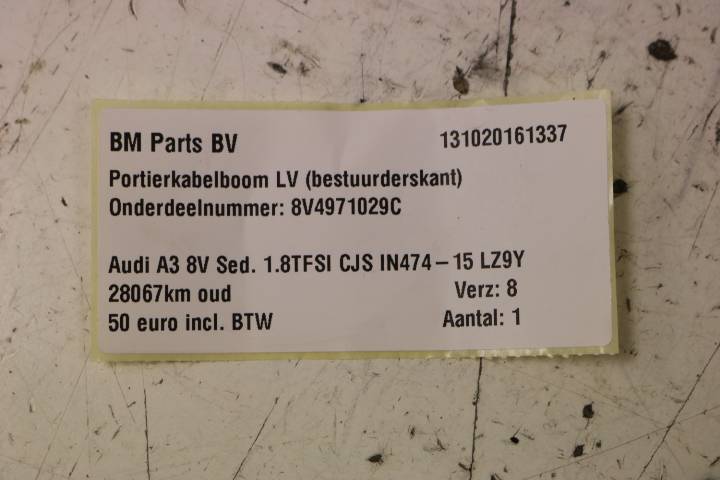 BM Parts BV 131020161337
Portierkabelboom LV (bestuurderskant)
Onderdeelnummer: 8V4971029C
Audi A3 8V Sed. 1.8TFSI CJS IN474-15 LZ9Y
28067km oud Verz: 8
50 euro incl. BTW Aantal: 1